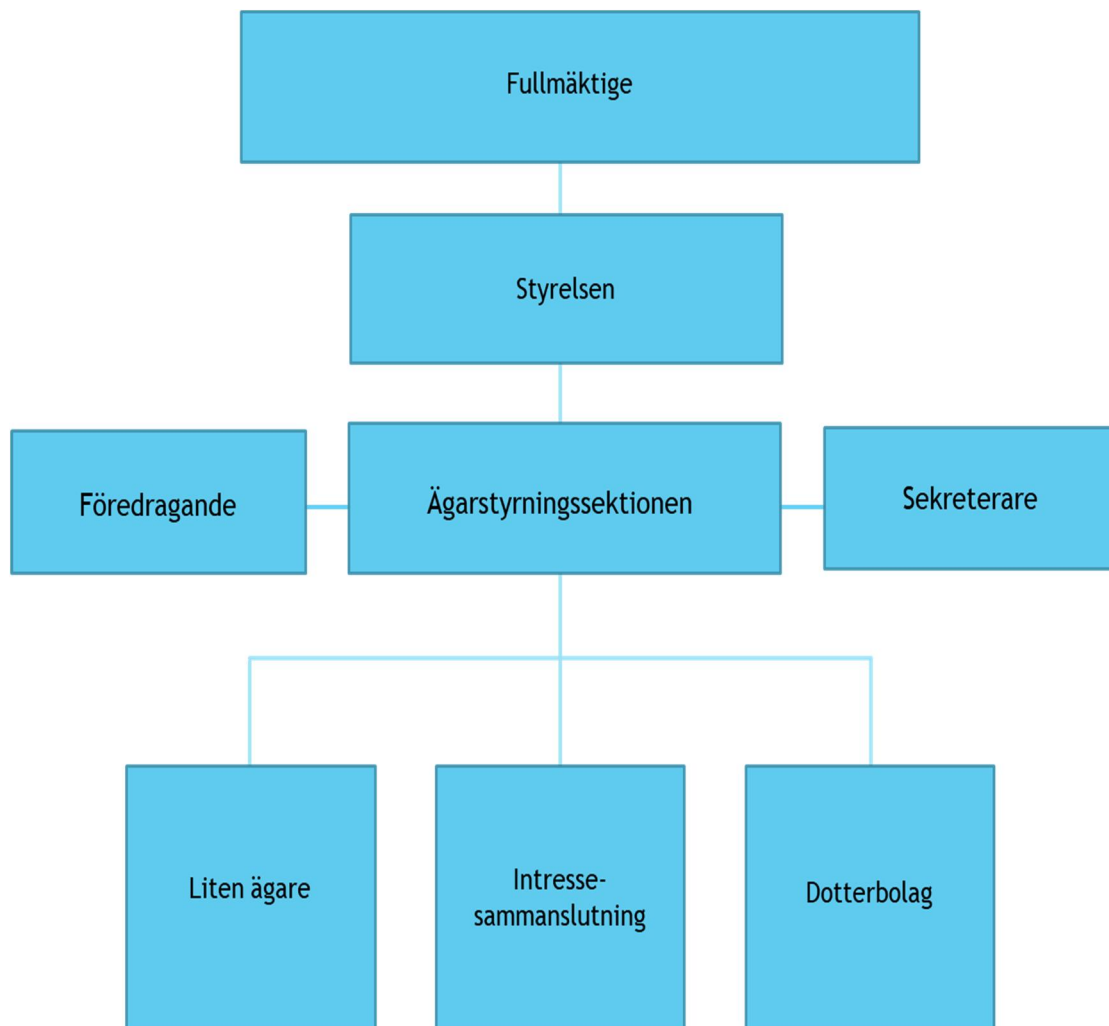 Fullmäktige
Styrelsen
Föredragande
Ägarstyrningssektionen
Sekreterare
Liten ägare
Intresse-
sammanslutning
Dotterbolag